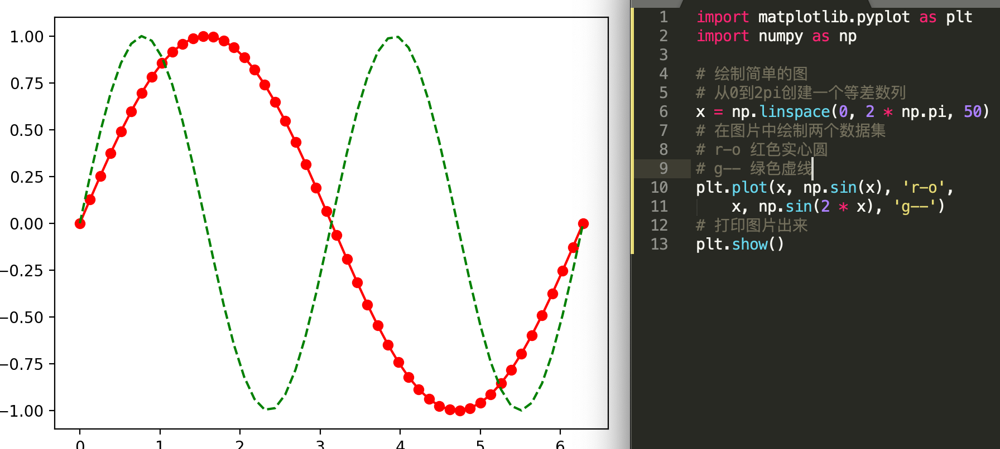 1.00
0.75
0.50
0.25
0.00
−0.25
−0.50
−0.75
−1.00
0 1 2 3 4 5 6
1 import matplotlib.pyplot as plt
2 import numpy as np
3
4 # 绘制简单的图
5 # 从0到2pi创建一个等差数列
6 x = np.linspace(0, 2 * np.pi, 50)
7 # 在图片中绘制两个数据集
8 # r-o 红色实心圆
9 # g-- 绿色虚线
10 plt.plot(x, np.sin(x), 'r-o',
11     x, np.sin(2 * x), 'g--')
12 # 打印图片出来
13 plt.show()